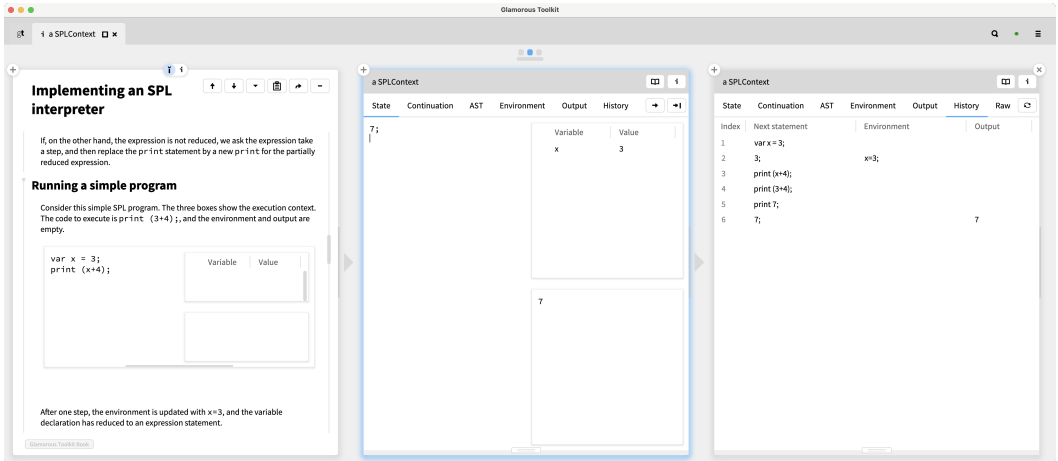 Glamorous Toolkit
gt
i a SPLContext
Implementing an SPL
interpreter
If, on the other hand, the expression is not reduced, we ask the expression take
a step, and then replace the print statement by a new print for the partially
reduced expression.
Running a simple program
Consider this simple SPL program. The three boxes show the execution context.
The code to execute is print (3+4);, and the environment and output are
empty.
var x = 3;
print (x+4);
Variable Value
After one step, the environment is updated with x=3, and the variable
declaration has reduced to an expression statement.
Glamorous Toolkit Book
a SPLContext
i
State Continuation AST Environment Output History
7;
Variable Value
x 3
7
a SPLContext
i
State Continuation AST Environment Output History Raw
Index Next statement Environment Output
1 var x = 3;
2 3; x=3;
3 print (x+4);
4 print (3+4);
5 print 7;
6 7; 7